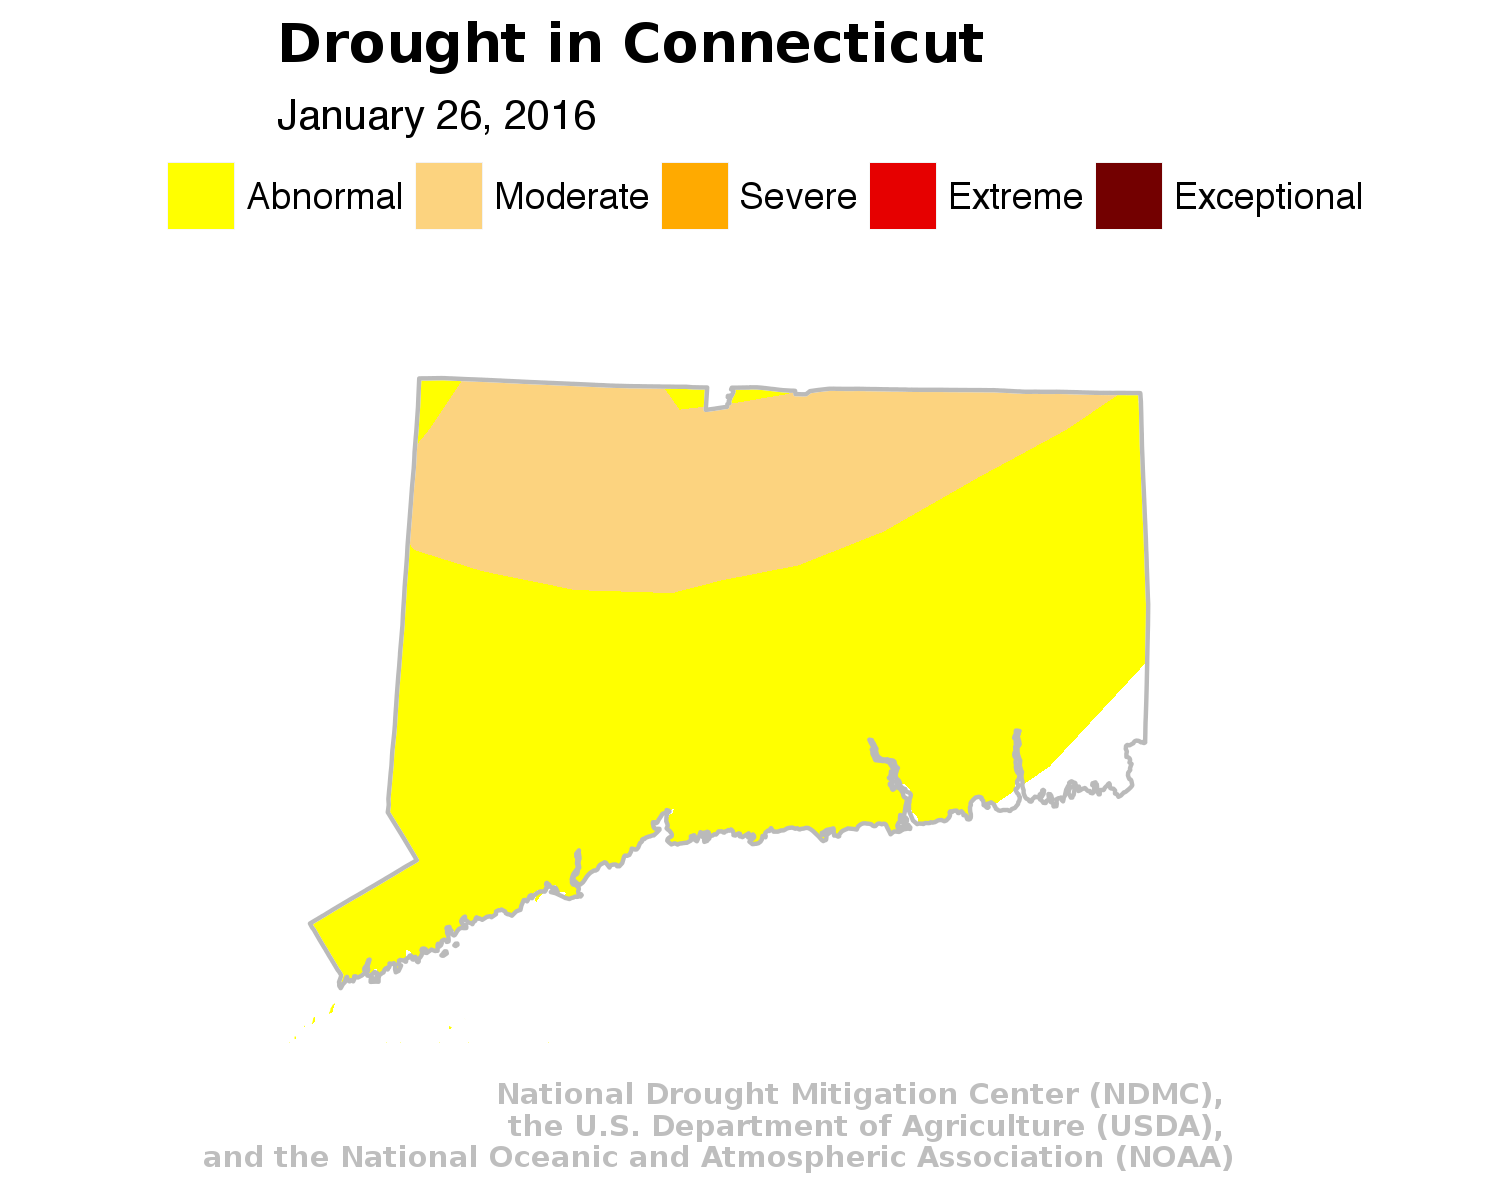 Drought in Connecticut
January 26, 2016
Abnormal Moderate Severe Extreme Exceptional
National Drought Mitigation Center (NDMC),
the U.S. Department of Agriculture (USDA),
and the National Oceanic and Atmospheric Association (NOAA)